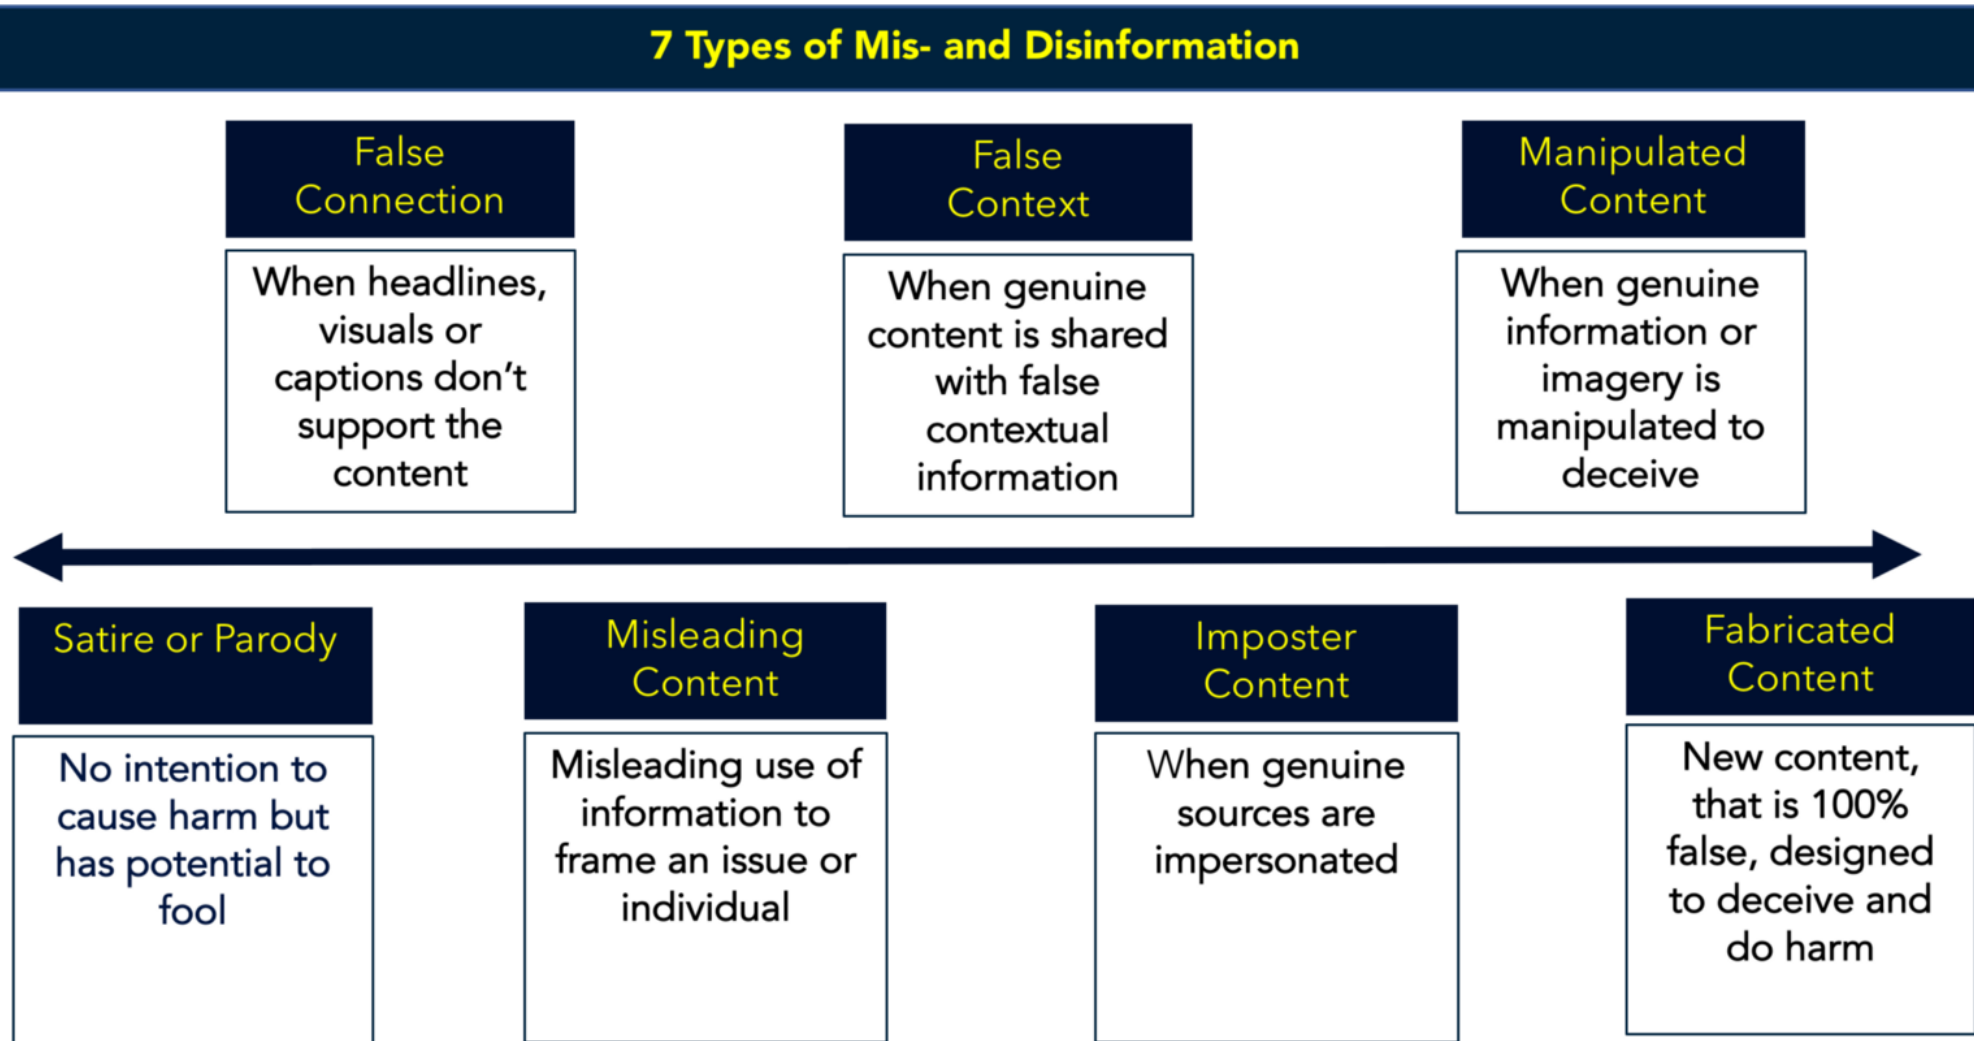 7 Types of Mis- and Disinformation
False
Connection
When headlines,
visuals or
captions don’t
support the
content
False
Context
When genuine
content is shared
with false
contextual
information
Manipulated
Content
When genuine
information or
imagery is
manipulated to
deceive
Satire or Parody
No intention to
cause harm but
has potential to
fool
Misleading
Content
Misleading use of
information to
frame an issue or
individual
Imposter
Content
When genuine
sources are
impersonated
Fabricated
Content
New content,
that is 100%
false, designed
to deceive and
do harm